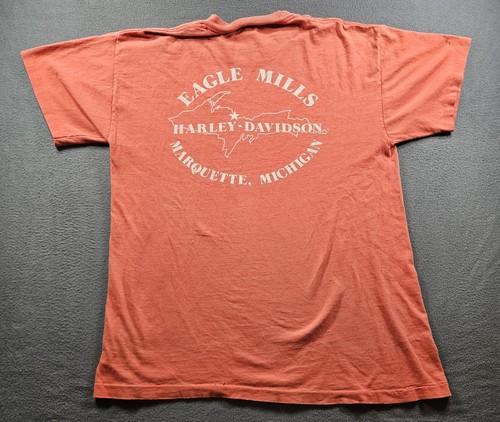 EAGLE MILLS
HARLEY-DAVIDSON®
MARQUETTE, MICHIGAN